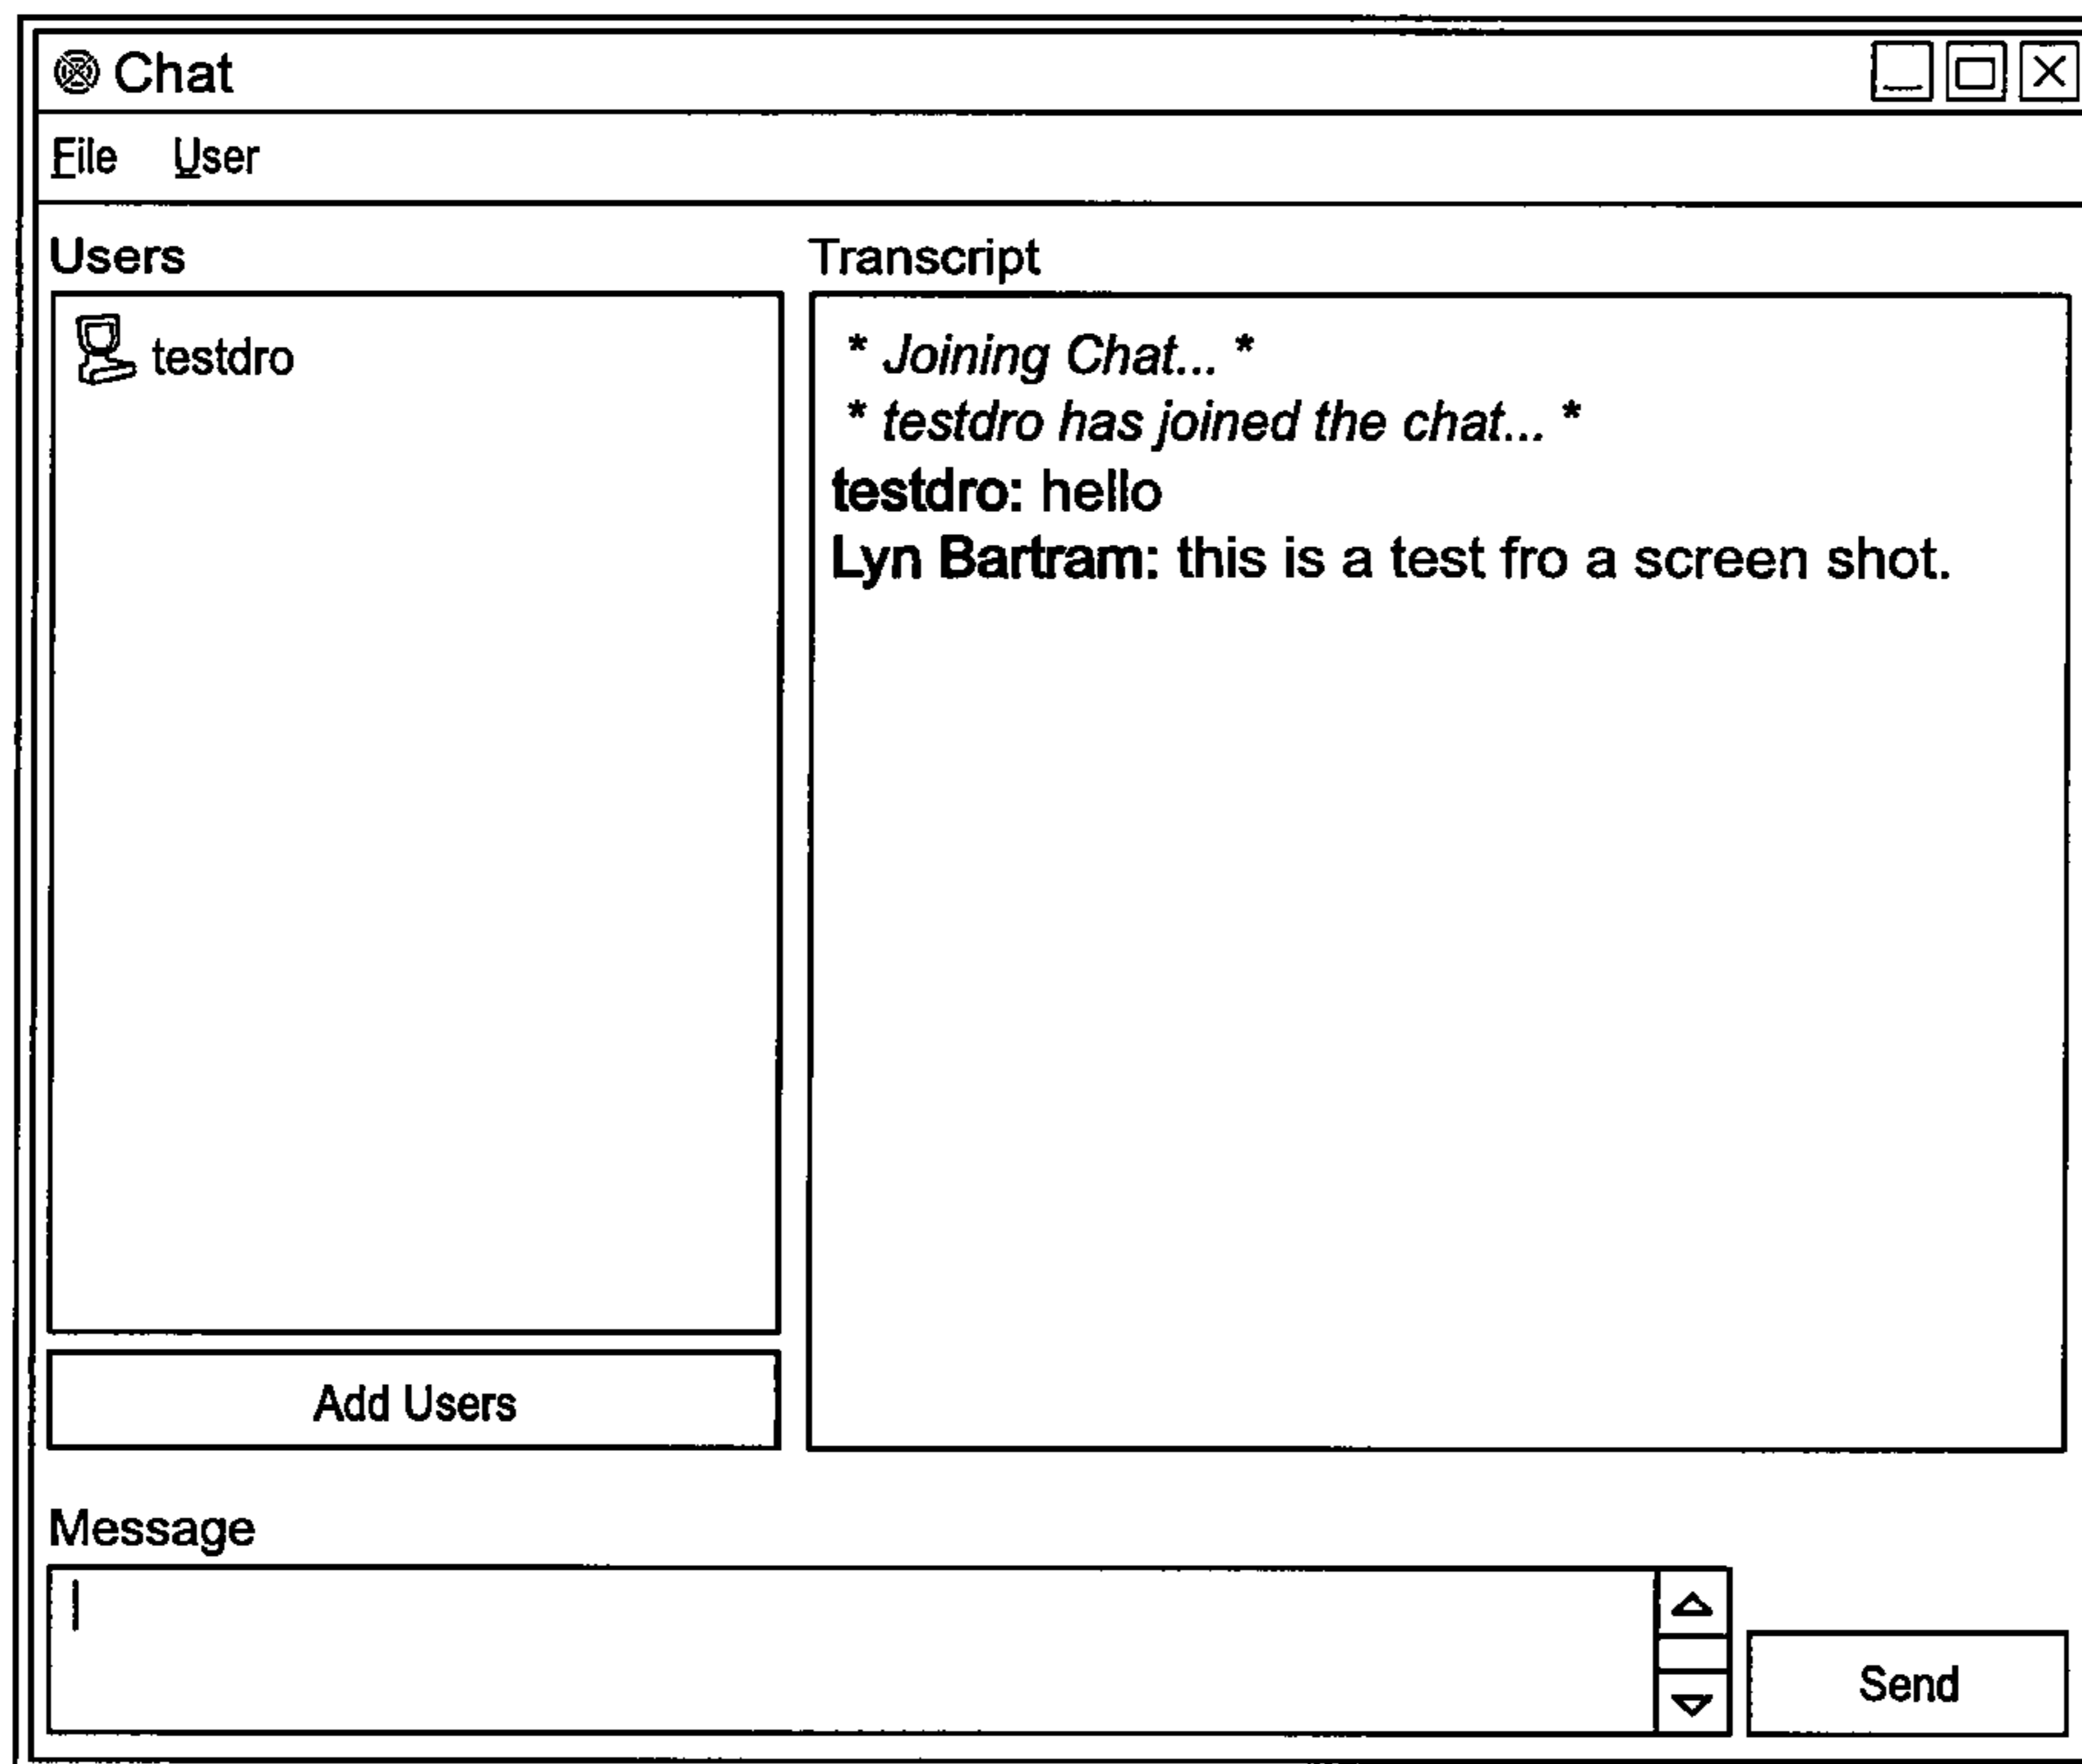 Chat
File User
Users
testdro
Transcript
* Joining Chat... *
* testdro has joined the chat... *
testdro: hello
Lyn Bartram: this is a test fro a screen shot.
Add Users
Message
Send